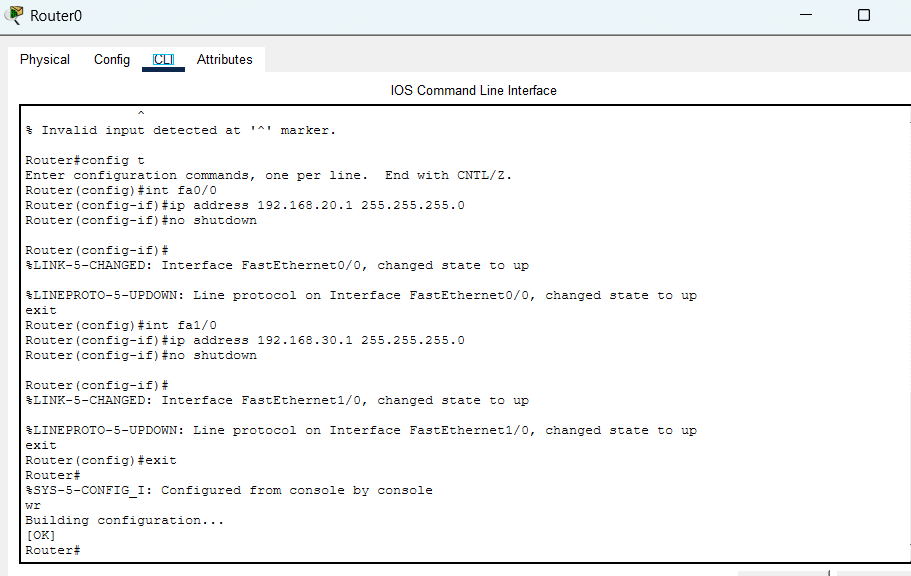 Router0
Physical Config CLI Attributes
IOS Command Line Interface
^
% Invalid input detected at '^' marker.
Router#config t
Enter configuration commands, one per line.  End with CNTL/Z.
Router(config)#int fa0/0
Router(config-if)#ip address 192.168.20.1 255.255.255.0
Router(config-if)#no shutdown
Router(config-if)#
%LINK-5-CHANGED: Interface FastEthernet0/0, changed state to up
%LINEPROTO-5-UPDOWN: Line protocol on Interface FastEthernet0/0, changed state to up
exit
Router(config)#int fa1/0
Router(config-if)#ip address 192.168.30.1 255.255.255.0
Router(config-if)#no shutdown
Router(config-if)#
%LINK-5-CHANGED: Interface FastEthernet1/0, changed state to up
%LINEPROTO-5-UPDOWN: Line protocol on Interface FastEthernet1/0, changed state to up
exit
Router(config)#exit
Router#
%SYS-5-CONFIG_I: Configured from console by console
wr
Building configuration...
[OK]
Router#